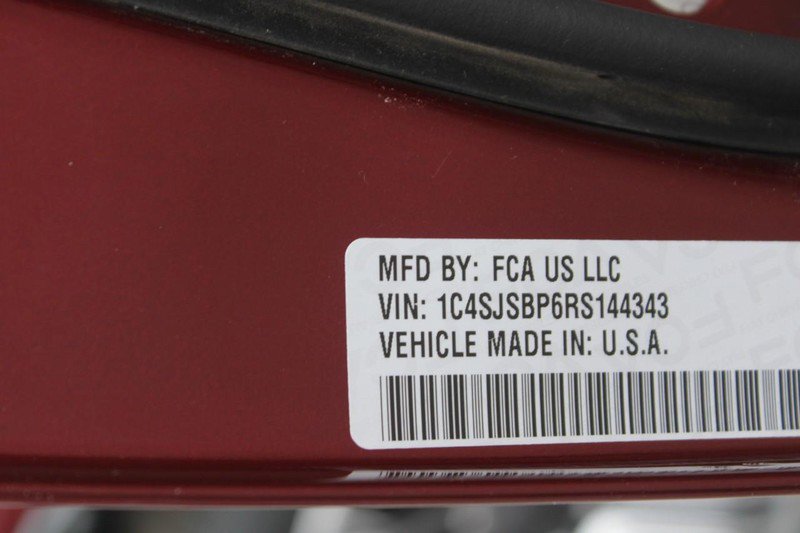 MFD BY: FCA US LLC
VIN: 1C4SJSBP6RS144343
VEHICLE MADE IN: U.S.A.